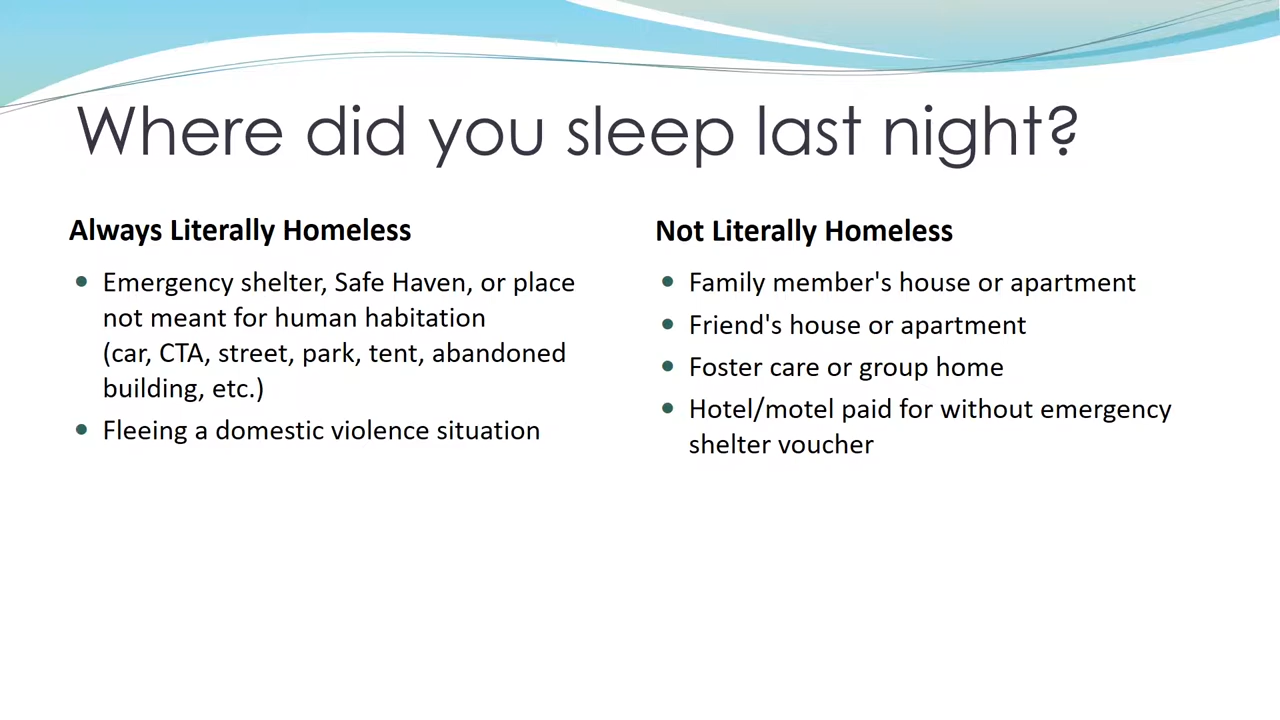 Where did you sleep last night?
Always Literally Homeless
Emergency shelter, Safe Haven, or place
not meant for human habitation
(car, CTA, street, park, tent, abandoned
building, etc.)
Fleeing a domestic violence situation
Not Literally Homeless
Family member's house or apartment
Friend's house or apartment
Foster care or group home
Hotel/motel paid for without emergency
shelter voucher